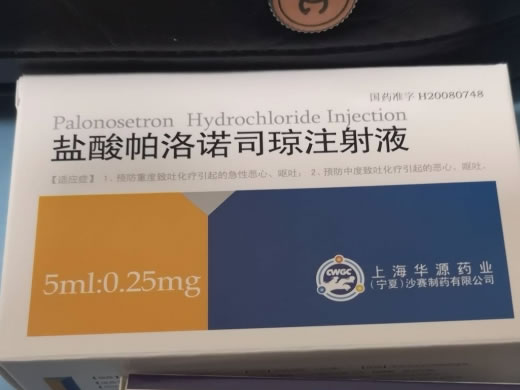 国药准字 H20080748
Palonosetron Hydrochloride Injection
盐酸帕洛诺司琼注射液
【适应症】 1、预防重度致吐化疗引起的急性恶心、呕吐； 2、预防中度致吐化疗引起的恶心、呕吐。
5ml:0.25mg
CWGC
上海华源药业
(宁夏)沙赛制药有限公司